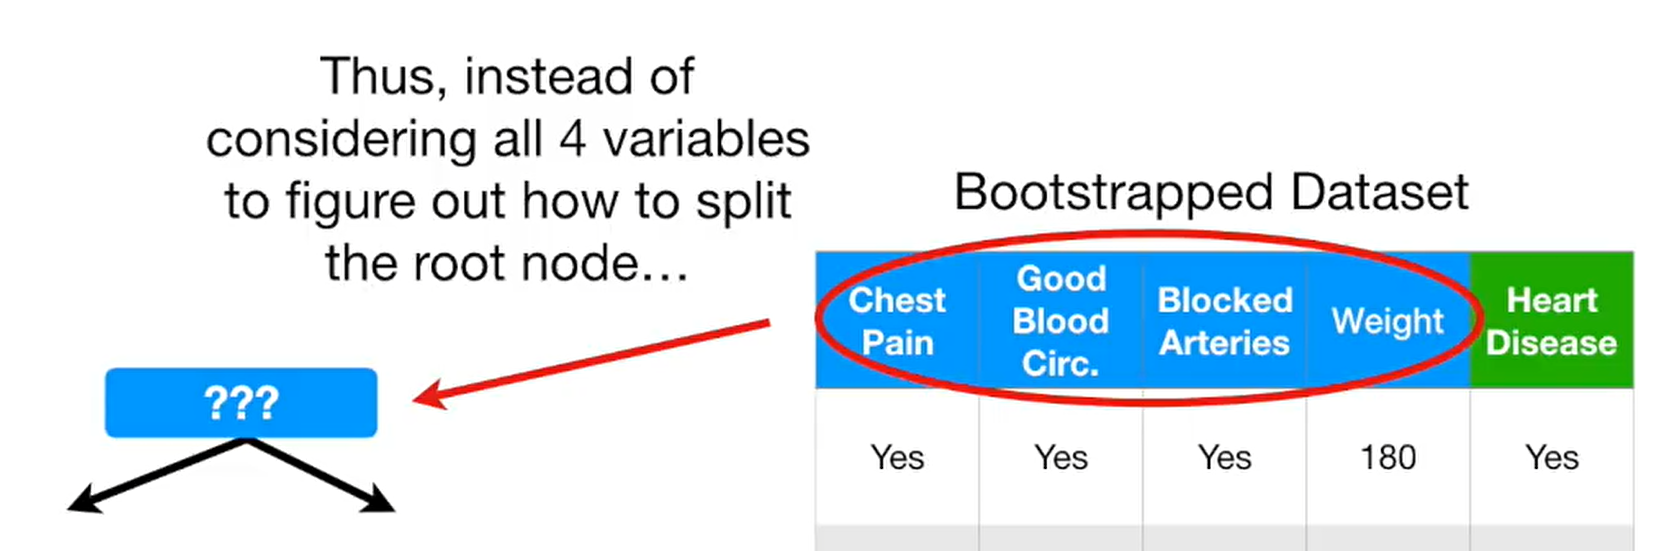 Thus, instead of
considering all 4 variables
to figure out how to split
the root node…
???
Bootstrapped Dataset
Chest Pain
Good Blood Circ.
Blocked Arteries
Weight
Heart Disease
Yes Yes Yes 180 Yes